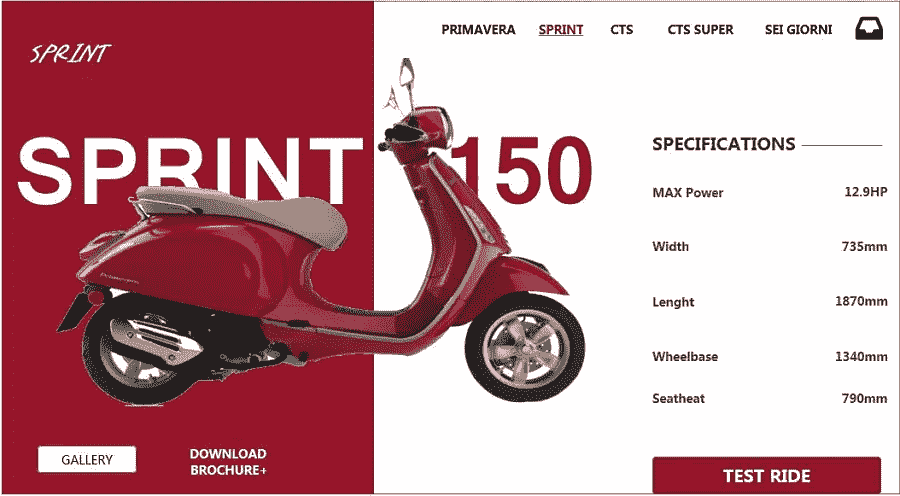 PRIMAVERA SPRINT CTS CTS SUPER SEI GIORNI
SPRINT
SPRINT 150
SPECIFICATIONS
MAX Power 12.9HP
Width 735mm
Lenght 1870mm
Wheelbase 1340mm
Seatheat 790mm
GALLERY
DOWNLOAD
BROCHURE+
TEST RIDE